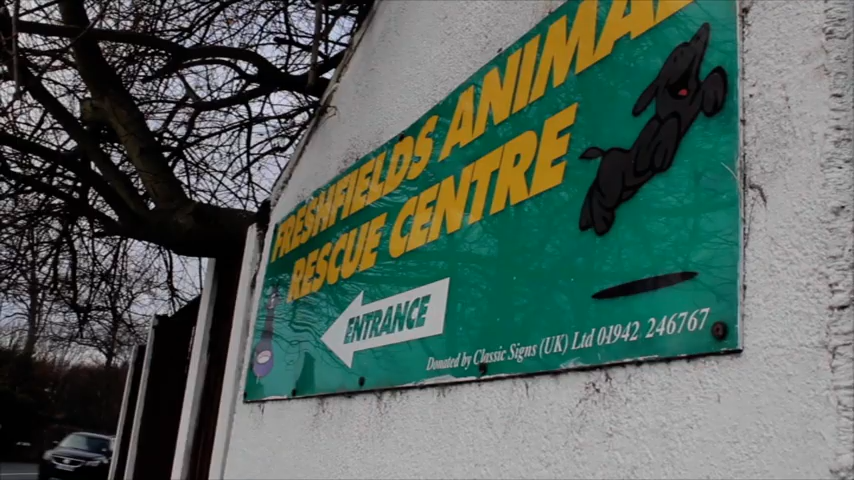 FRESHFIELDS ANIMAL
RESCUE CENTRE
ENTRANCE
Donated by Classic Signs (UK) Ltd 01942 246767